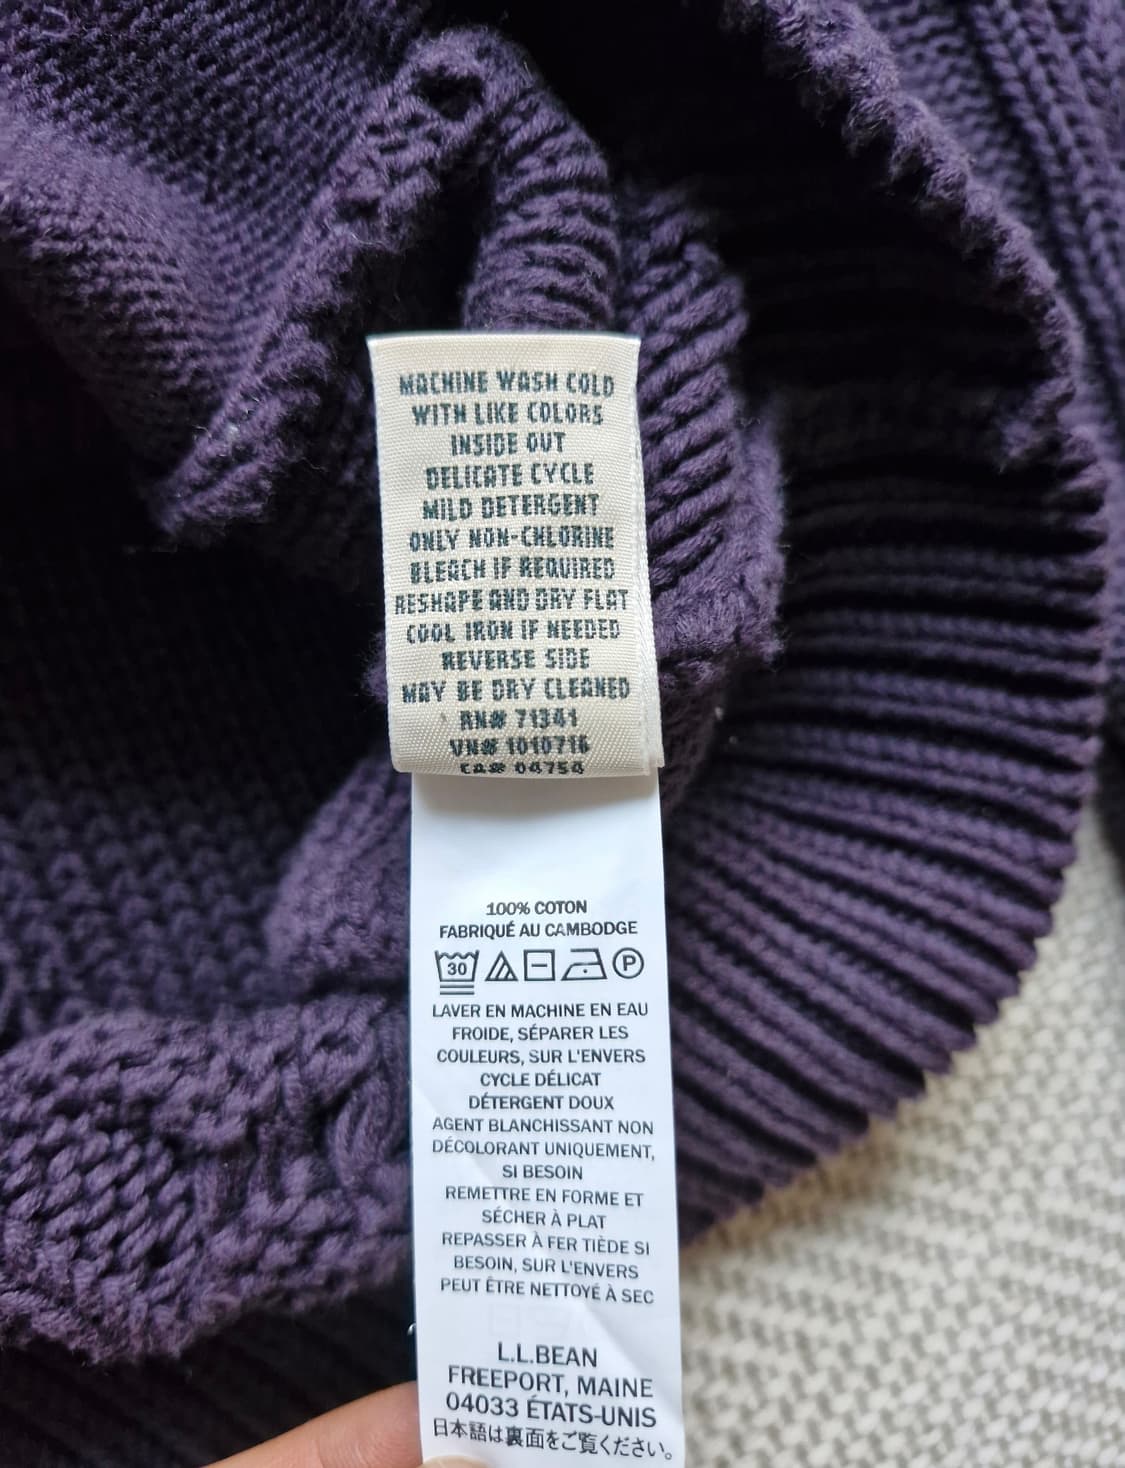 MACHINE WASH COLD
WITH LIKE COLORS
INSIDE OUT
DELICATE CYCLE
MILD DETERGENT
ONLY NON-CHLORINE
BLEACH IF REQUIRED
RESHAPE AND DRY FLAT
COOL IRON IF NEEDED
REVERSE SIDE
MAY BE DRY CLEANED
RN# 71341
VN# 1010716
CA# 04754
100% COTON
FABRIQUÉ AU CAMBODGE
30 P
LAVER EN MACHINE EN EAU
FROIDE, SÉPARER LES
COULEURS, SUR L'ENVERS
CYCLE DÉLICAT
DÉTERGENT DOUX
AGENT BLANCHISSANT NON
DÉCOLORANT UNIQUEMENT,
SI BESOIN
REMETTRE EN FORME ET
SÉCHER À PLAT
REPASSER À FER TIÈDE SI
BESOIN, SUR L'ENVERS
PEUT ÊTRE NETTOYÉ À SEC
L.L.BEAN
FREEPORT, MAINE
04033 ÉTATS-UNIS
日本語は裏面をご覧ください。